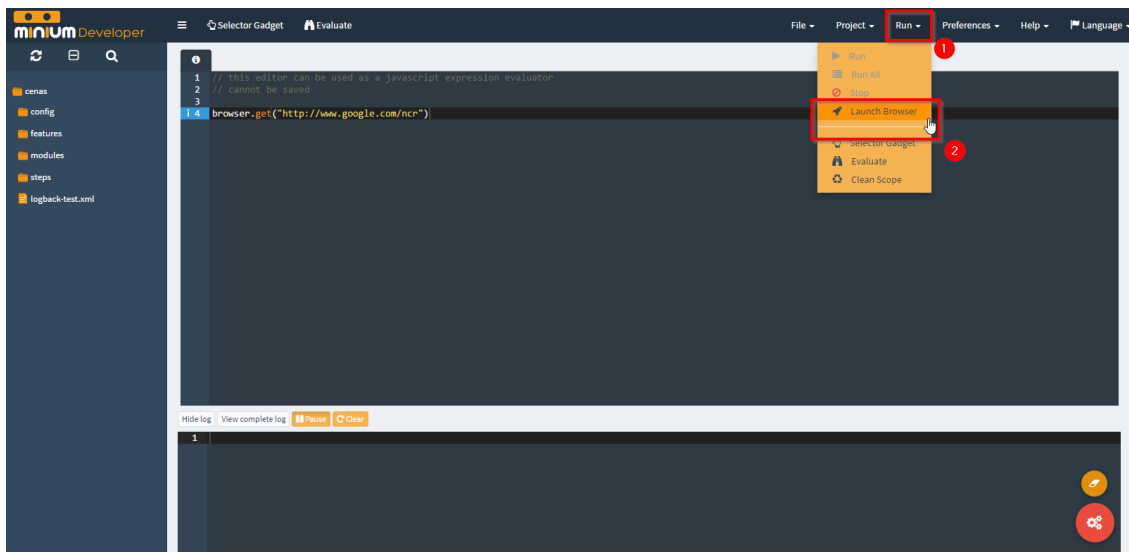 minium Developer
Selector Gadget
Evaluate
File
Project
Run
Preferences
Help
Language
1
Run
Run All
Stop
Launch Browser
2
Selector Gadget
Evaluate
Clean Scope
cenas
config
features
modules
steps
logback-test.xml
1 // this editor can be used as a javascript expression evaluator
2 // cannot be saved
3
i 4 browser.get("http://www.google.com/ncr")
Hide log
View complete log
Pause
Clear
1